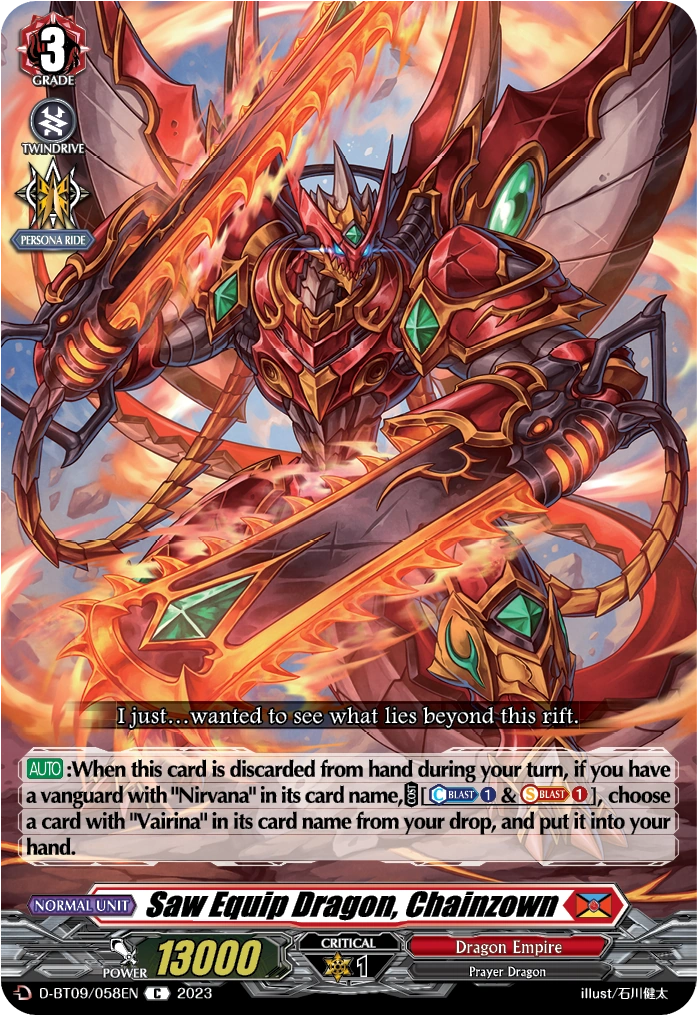 3
GRADE
TWINDRIVE
PERSONA RIDE
I just...wanted to see what lies beyond this rift.
AUTO:When this card is discarded from hand during your turn, if you have
a vanguard with "Nirvana" in its card name,COST[C BLAST 1 & S BLAST 1], choose
a card with "Vairina" in its card name from your drop, and put it into your
hand.
NORMAL UNIT Saw Equip Dragon, Chainzown
POWER 13000 CRITICAL 1 Dragon Empire
Prayer Dragon
D D-BT09/058EN C 2023 illust/石川健太